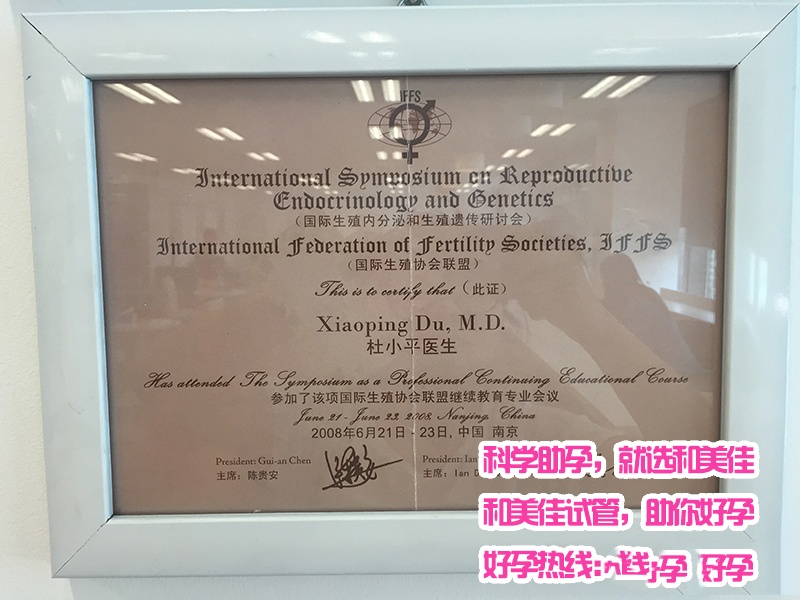 IFFS
International Symposium on Reproductive
Endocrinology and Genetics
(国际生殖内分泌和生殖遗传研讨会)
International Federation of Fertility Societies, IFFS
(国际生殖协会联盟)
This is to certify that (此证)
Xiaoping Du, M.D.
杜小平医生
Has attended The Symposium as a Professional Continuing Educational Course
参加了该项国际生殖协会联盟继续教育专业会议
June 21 - June 23, 2008, Nanjing, China
2008年6月21日 - 23日, 中国 南京
President: Gui-an Chen
主席: 陈贵安
President: Ian
主席: Ian
科学助孕，就选和美佳
和美佳试管，助你好孕
好孕热线: